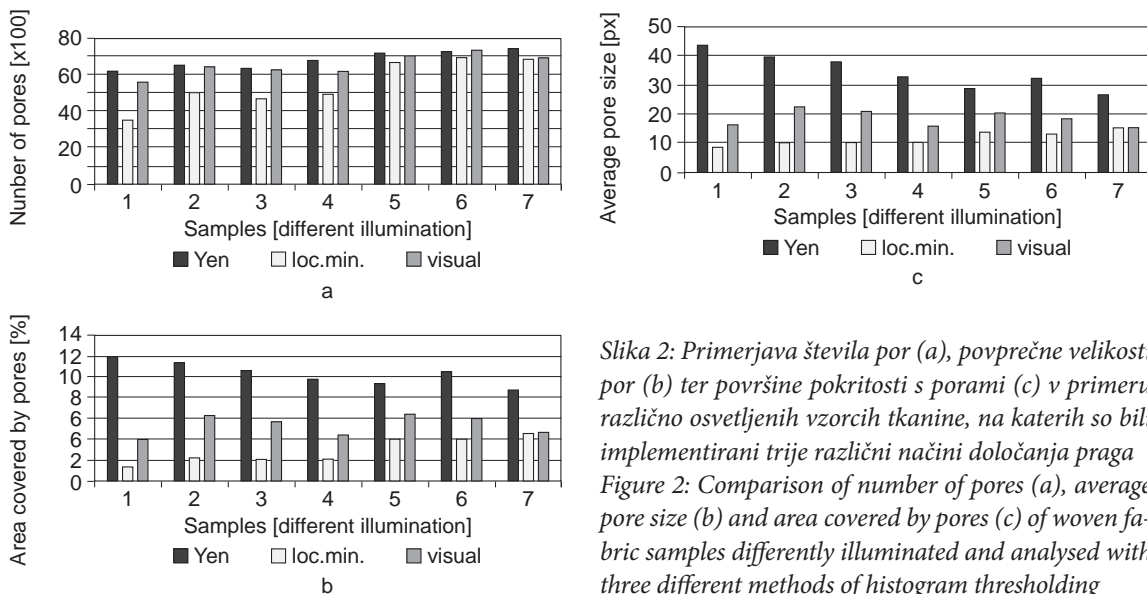 Nunber of pores [x100]
80
60
40
20
0
1 2 3 4 5 6 7
Samples [different illumination]
Yen loc.min. visual
a
Average pore size [px]
50
40
30
20
10
0
1 2 3 4 5 6 7
Samples [different illumination]
Yen loc.min. visual
c
Area covered by pores [%]
14
12
10
8
6
6
2
0
1 2 3 4 5 6 7
Samples [different illumination]
Yen loc.min. visual
b
Slika 2: Primerjava števila por (a), povprečne velikosti
por (b) ter površine pokritosti s porami (c) v primeru
različno osvetljenih vzorcih tkanine, na katerih so bili
implementirani trije različni načini določanja praga
Figure 2: Comparison of number of pores (a), average
pore size (b) and area covered by pores (c) of woven fa-
bric samples differently illuminated and analysed with
three different methods of histogram thresholding